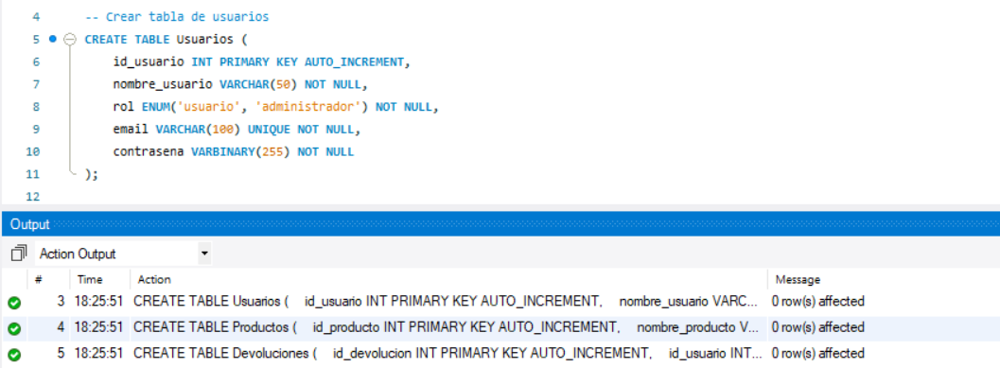 4 -- Crear tabla de usuarios
5 CREATE TABLE Usuarios (
6 id_usuario INT PRIMARY KEY AUTO_INCREMENT,
7 nombre_usuario VARCHAR(50) NOT NULL,
8 rol ENUM('usuario', 'administrador') NOT NULL,
9 email VARCHAR(100) UNIQUE NOT NULL,
10 contrasena VARBINARY(255) NOT NULL
11 );
12
Output
Action Output
# Time Action Message
3 18:25:51 CREATE TABLE Usuarios ( id_usuario INT PRIMARY KEY AUTO_INCREMENT, nombre_usuario VARC... 0 row(s) affected
4 18:25:51 CREATE TABLE Productos ( id_producto INT PRIMARY KEY AUTO_INCREMENT, nombre_producto V... 0 row(s) affected
5 18:25:51 CREATE TABLE Devoluciones ( id_devolucion INT PRIMARY KEY AUTO_INCREMENT, id_usuario INT... 0 row(s) affected